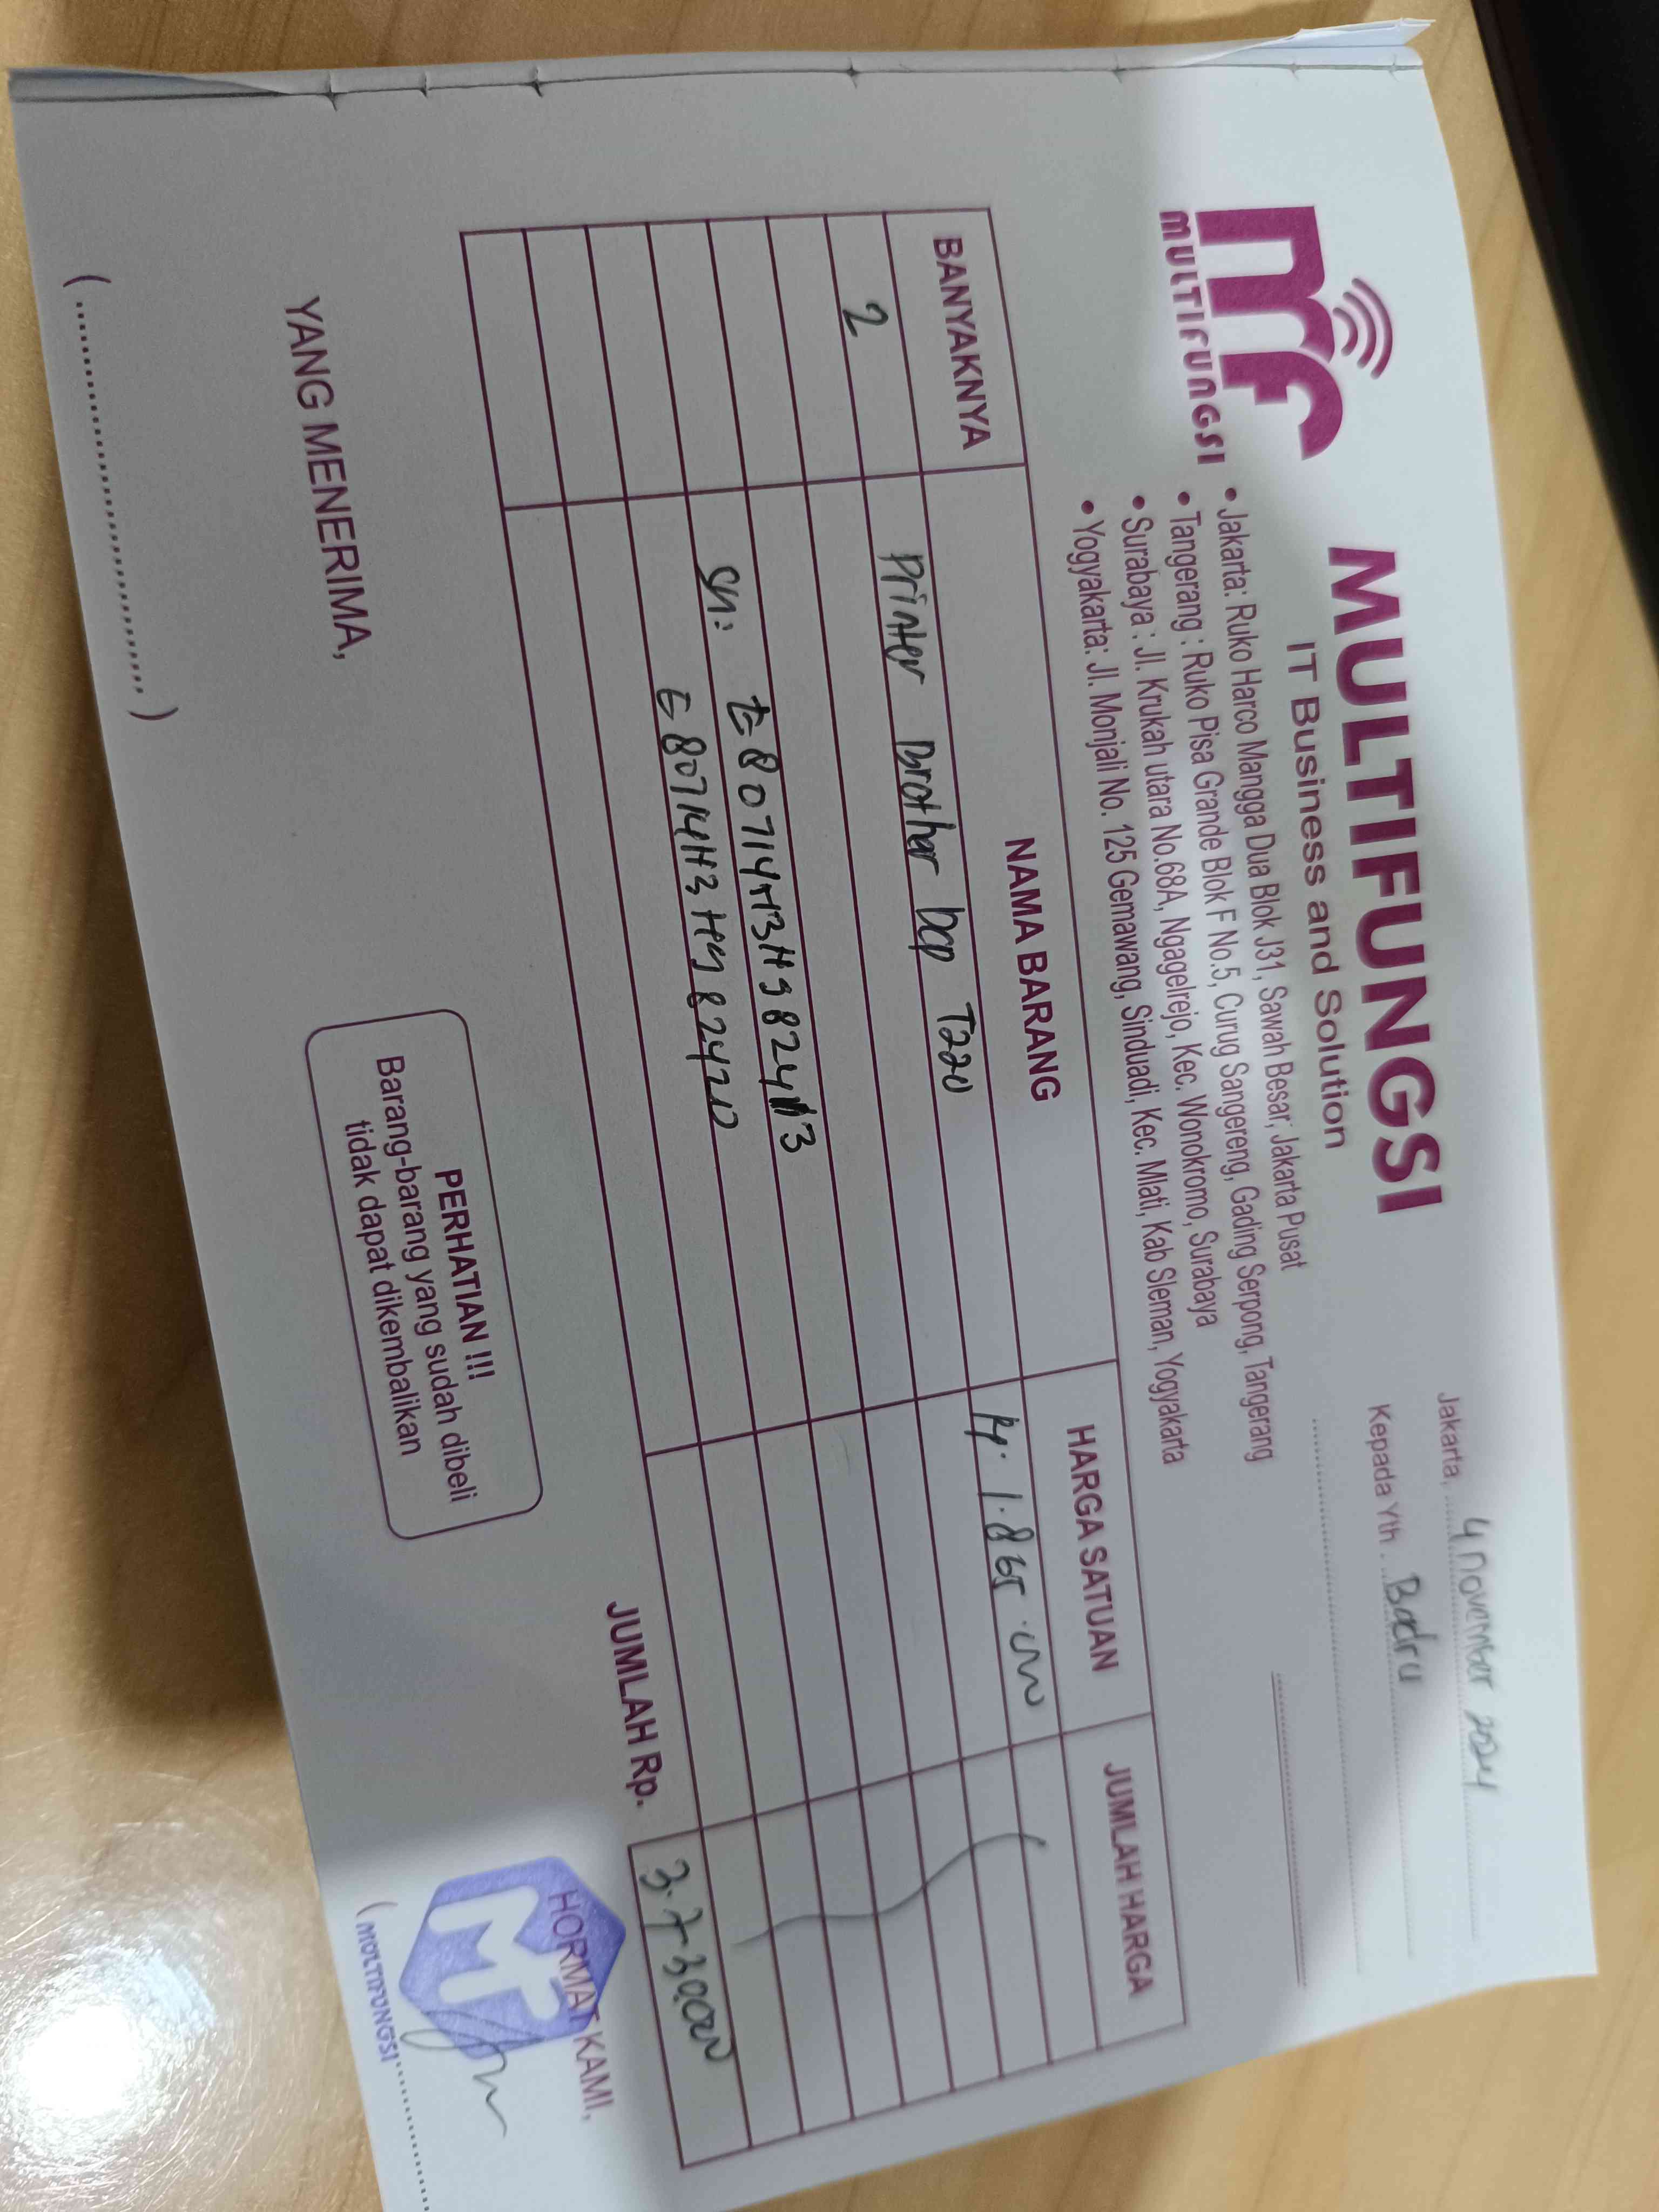 mf
MULTIFUNGSI
MULTIFUNGSI
IT Business and Solution
• Jakarta: Ruko Harco Mangga Dua Blok J31, Sawah Besar, Jakarta Pusat
• Tangerang : Ruko Pisa Grande Blok F No.5, Curug Sangereng, Gading Serpong, Tangerang
• Surabaya : Jl. Krukah utara No.68A, Ngagelrejo, Kec. Wonokromo, Surabaya
• Yogyakarta: Jl. Monjali No. 125 Gemawang, Sinduadi, Kec. Mlati, Kab Sleman, Yogyakarta
Jakarta, 4 november 2024
Kepada Yth. Badru
BANYAKNYA NAMA BARANG HARGA SATUAN JUMLAH HARGA
2 Printer Brother Dcp T220 Rp. 1.865.000
sn: E80714H3H982413
E80714H3H982420
JUMLAH Rp. 3.730.000
YANG MENERIMA,
(........................)
PERHATIAN !!!
Barang-barang yang sudah dibeli
tidak dapat dikembalikan
HORMAT KAMI,
MF
(MULTIFUNGSI